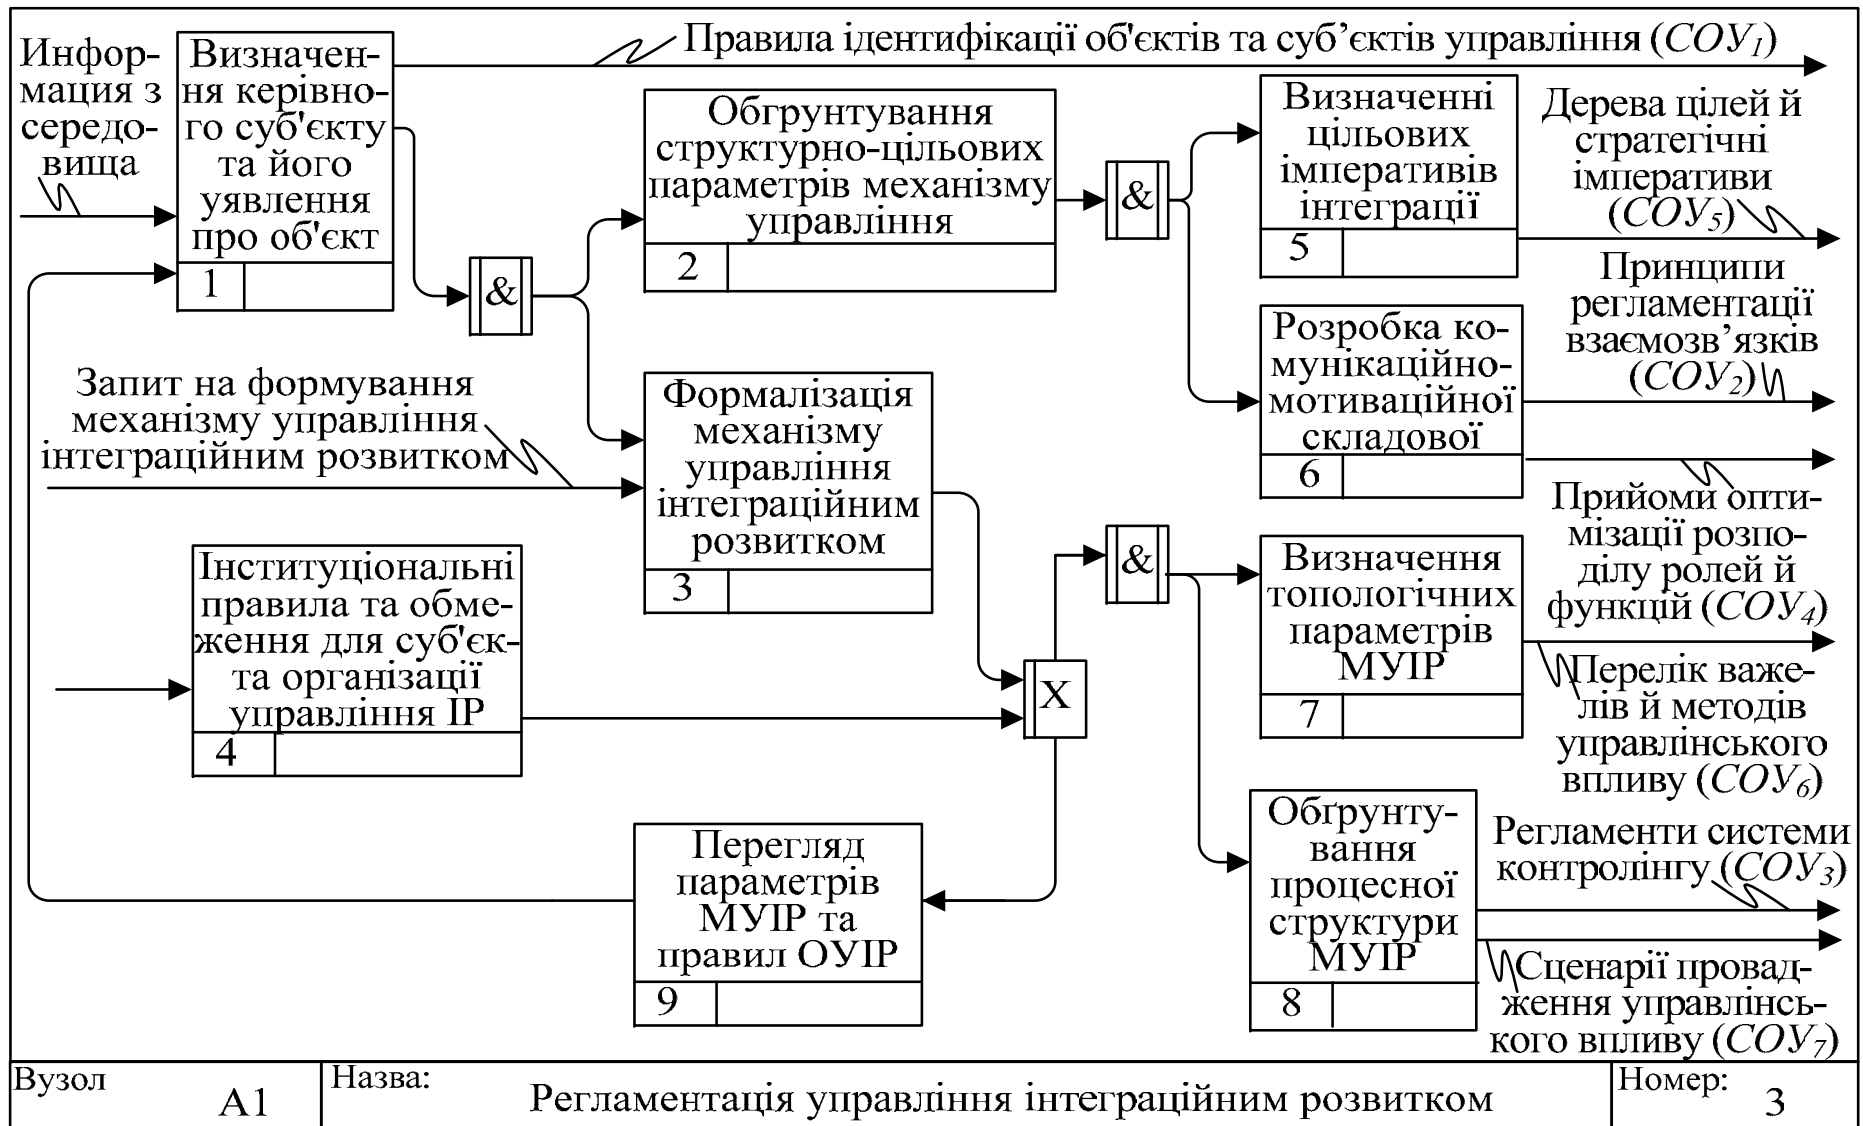 Инфор-
мация з
середо-
вища
Визначен-
ня керівно-
го суб'єкту
та його
уявлення
про об'єкт
1
Правила ідентифікації об'єктів та суб’єктів управління (СОУ1)
&
Обгрунтування
структурно-цільових
параметрів механізму
управління
2
&
Визначенні
цільових
імперативів
інтеграції
5
Дерева цілей й
стратегічні
імперативи
(СОУ5)
Принципи
регламентації
взаємозв’язків
(СОУ2)
Розробка ко-
мунікаційно-
мотиваційної
складової
6
Запит на формування
механізму управління
інтеграційним розвитком
Формалізація
механізму
управління
інтеграційним
розвитком
3
Прийоми опти-
мізації розпо-
ділу ролей й
функцій (СОУ4)
Інституціональні
правила та обме-
ження для суб'єк-
та організації
управління ІР
4
X
&
Визначення
топологічних
параметрів
МУІР
7
Перелік важе-
лів й методів
управлінського
впливу (СОУ6)
Перегляд
параметрів
МУІР та
правил ОУІР
9
Обґрунту-
вання
процесної
структури
МУІР
8
Регламенти системи
контролінгу (СОУ3)
Сценарії провад-
ження управлінсь-
кого впливу (СОУ7)
Вузол
А1
Назва:
Регламентація управління інтеграційним розвитком
Номер:
3